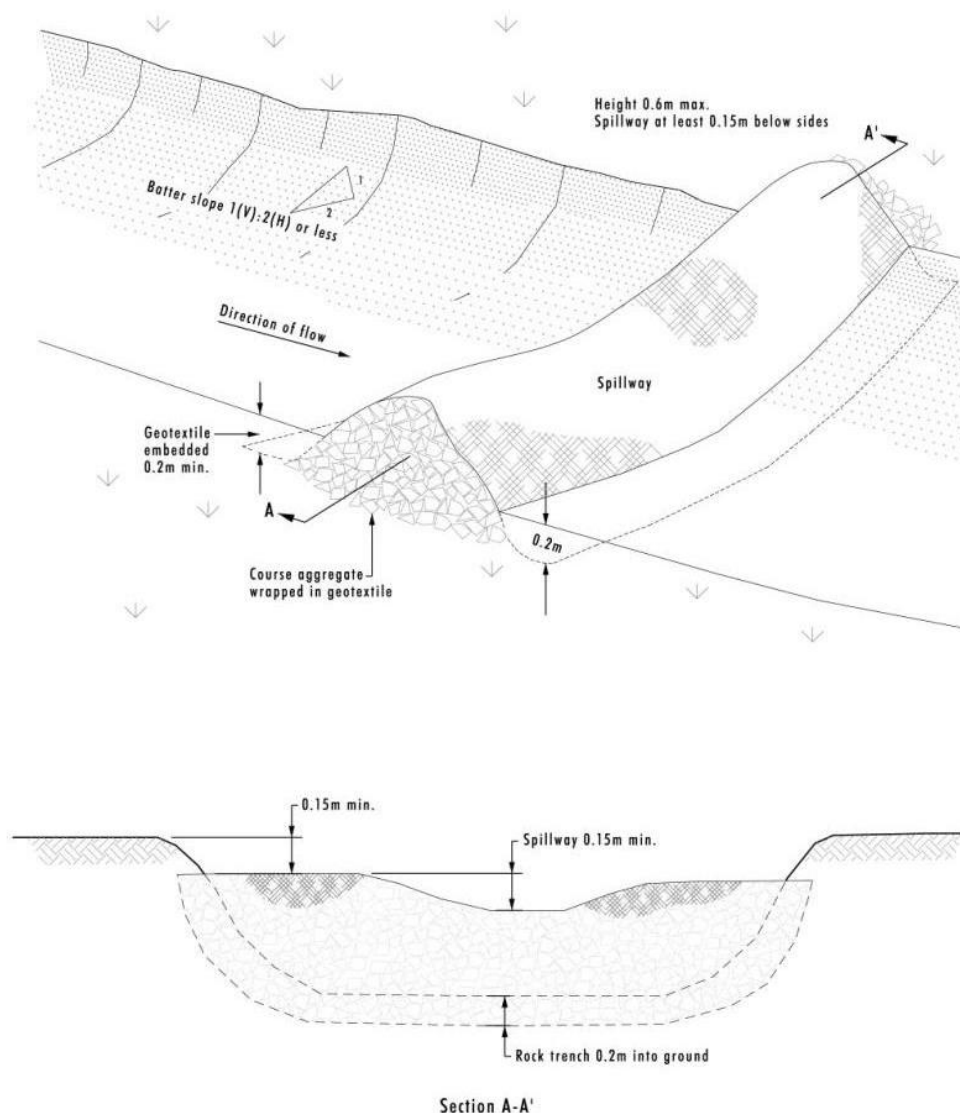 Height 0.6m max.
Spillway at least 0.15m below sides
A'
1
2
Batter slope 1(V):2(H) or less
Direction of flow
Spillway
Geotextile
embedded
0.2m min.
A
0.2m
Course aggregate
wrapped in geotextile
0.15m min.
Spillway 0.15m min.
Rock trench 0.2m into ground
Section A-A'